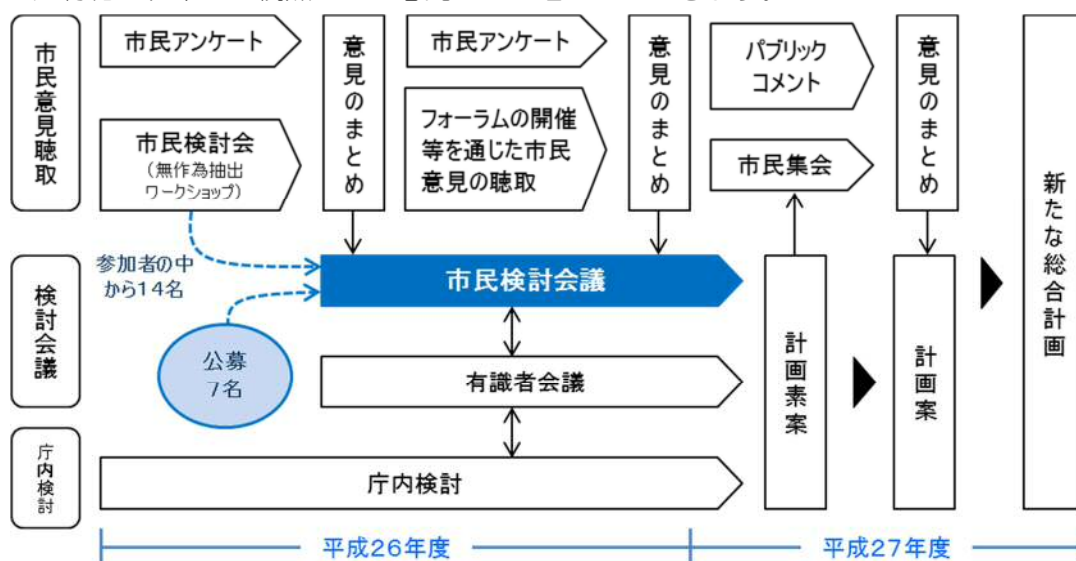 市民意見聴取
市民アンケート
市民検討会
（無作為抽出
ワークショップ）
意見のまとめ
市民アンケート
フォーラムの開催
等を通じた市民
意見の聴取
意見のまとめ
パブリック
コメント
市民集会
意見のまとめ
新たな総合計画
検討会議
参加者の中
から14名
公募
7名
市民検討会議
有識者会議
計画素案
計画案
庁内検討
庁内検討
平成26年度
平成27年度